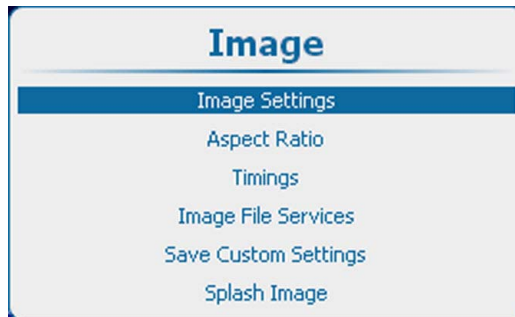 Image
Image Settings
Aspect Ratio
Timings
Image File Services
Save Custom Settings
Splash Image